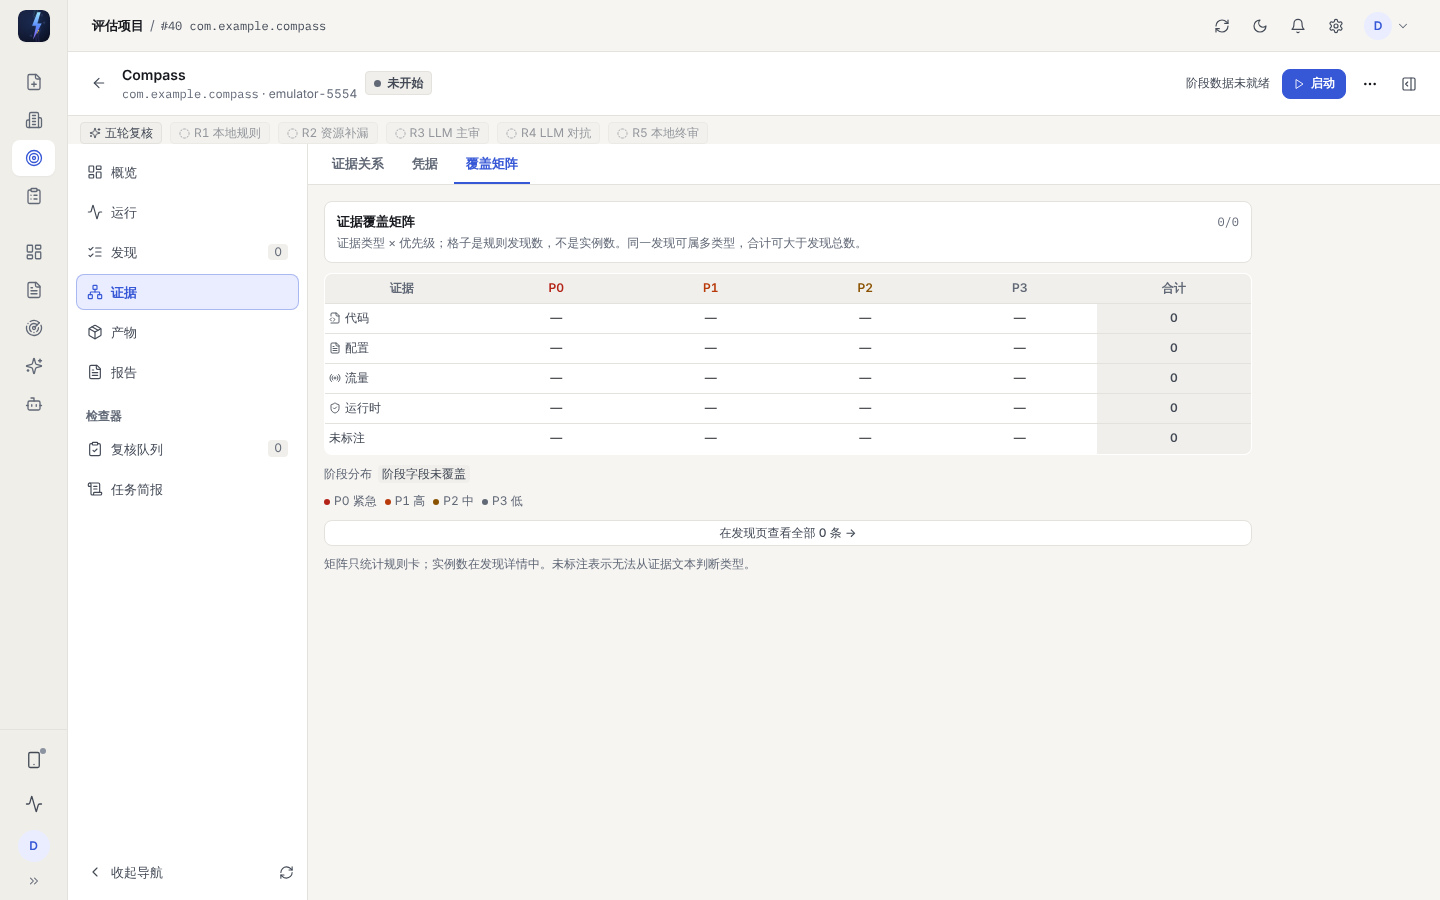 评估项目 / #40 com.example.compass
D
Compass
com.example.compass · emulator-5554
未开始
阶段数据未就绪
启动
五轮复核
R1 本地规则
R2 资源补漏
R3 LLM 主审
R4 LLM 对抗
R5 本地终审
概览
运行
发现 0
证据
产物
报告
检查器
复核队列 0
任务简报
收起导航
D
证据关系 凭据 覆盖矩阵
证据覆盖矩阵 0/0
证据类型 × 优先级；格子是规则发现数，不是实例数。同一发现可属多类型，合计可大于发现总数。
证据 P0 P1 P2 P3 合计
代码 — — — — 0
配置 — — — — 0
流量 — — — — 0
运行时 — — — — 0
未标注 — — — — 0
阶段分布 阶段字段未覆盖
P0 紧急 P1 高 P2 中 P3 低
在发现页查看全部 0 条 →
矩阵只统计规则卡；实例数在发现详情中。未标注表示无法从证据文本判断类型。